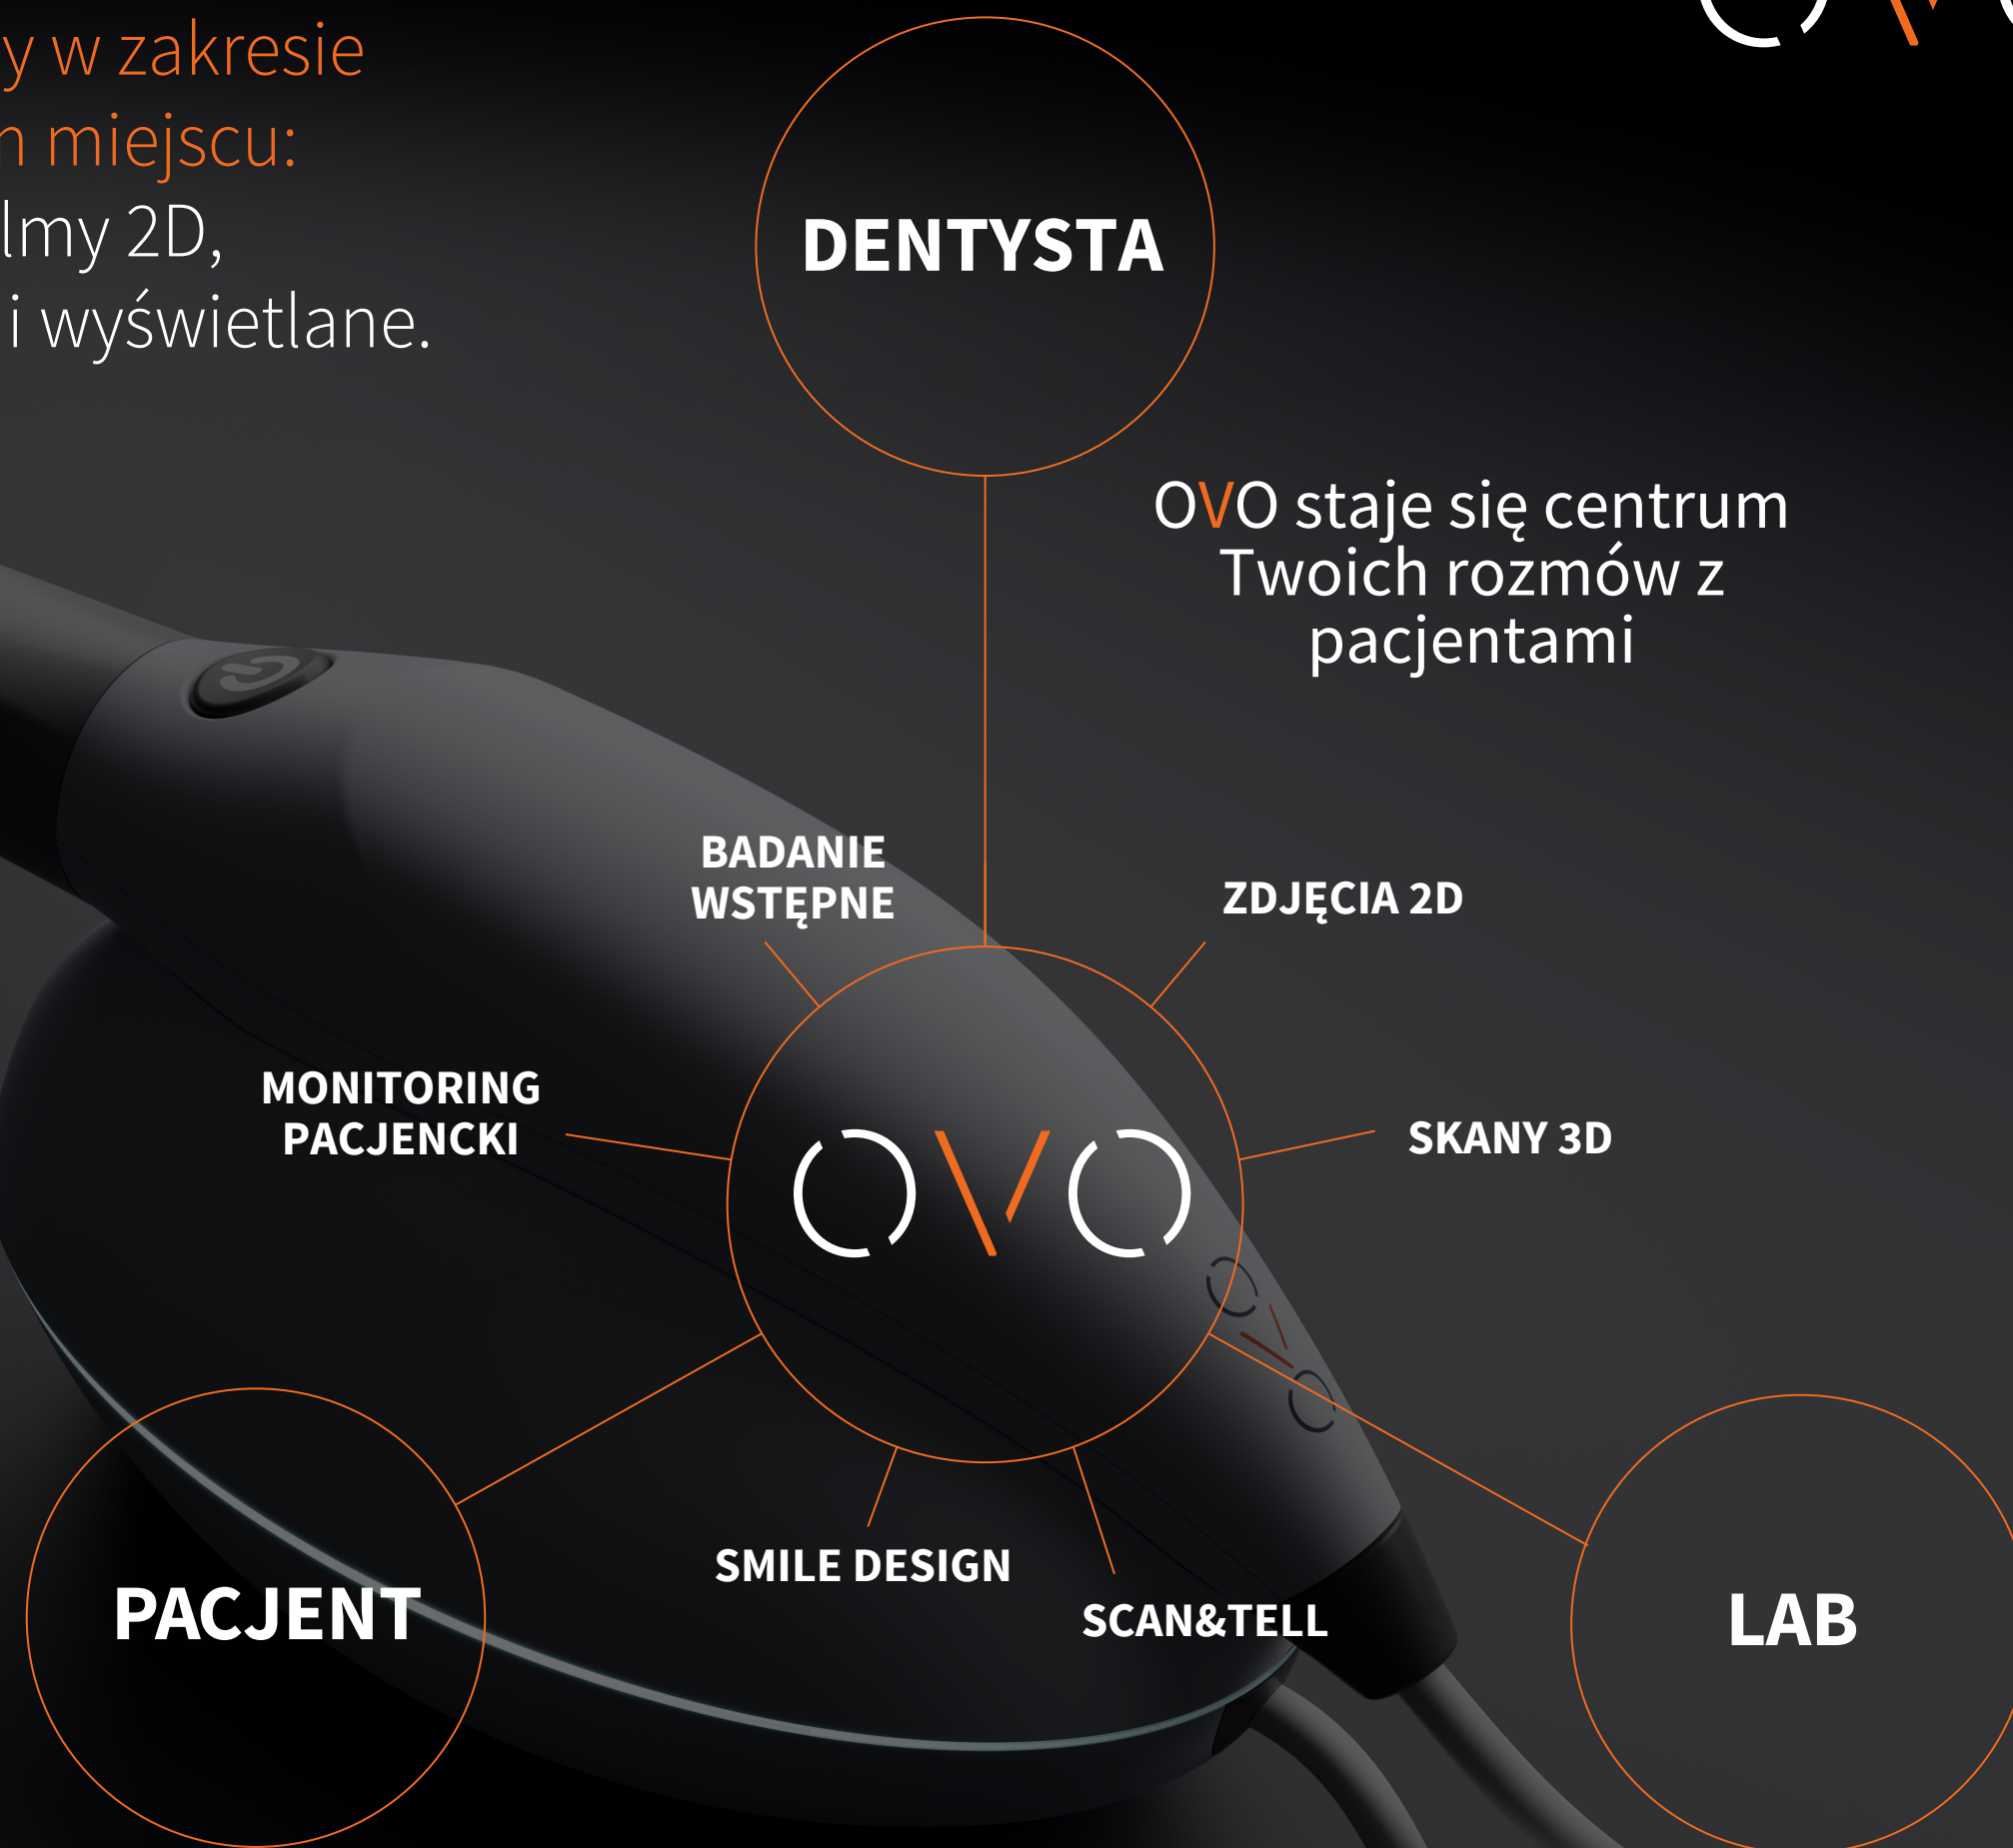 y w zakresie
miejscu:
lmy 2D,
i wyświetlane.
DENTYSTA
OVO staje się centrum
Twoich rozmów z
pacjentami
BADANIE
WSTĘPNE
ZDJĘCIA 2D
MONITORING
PACJENCKI
SKANY 3D
OVO
OVO
PACJENT
SMILE DESIGN
SCAN&TELL
LAB